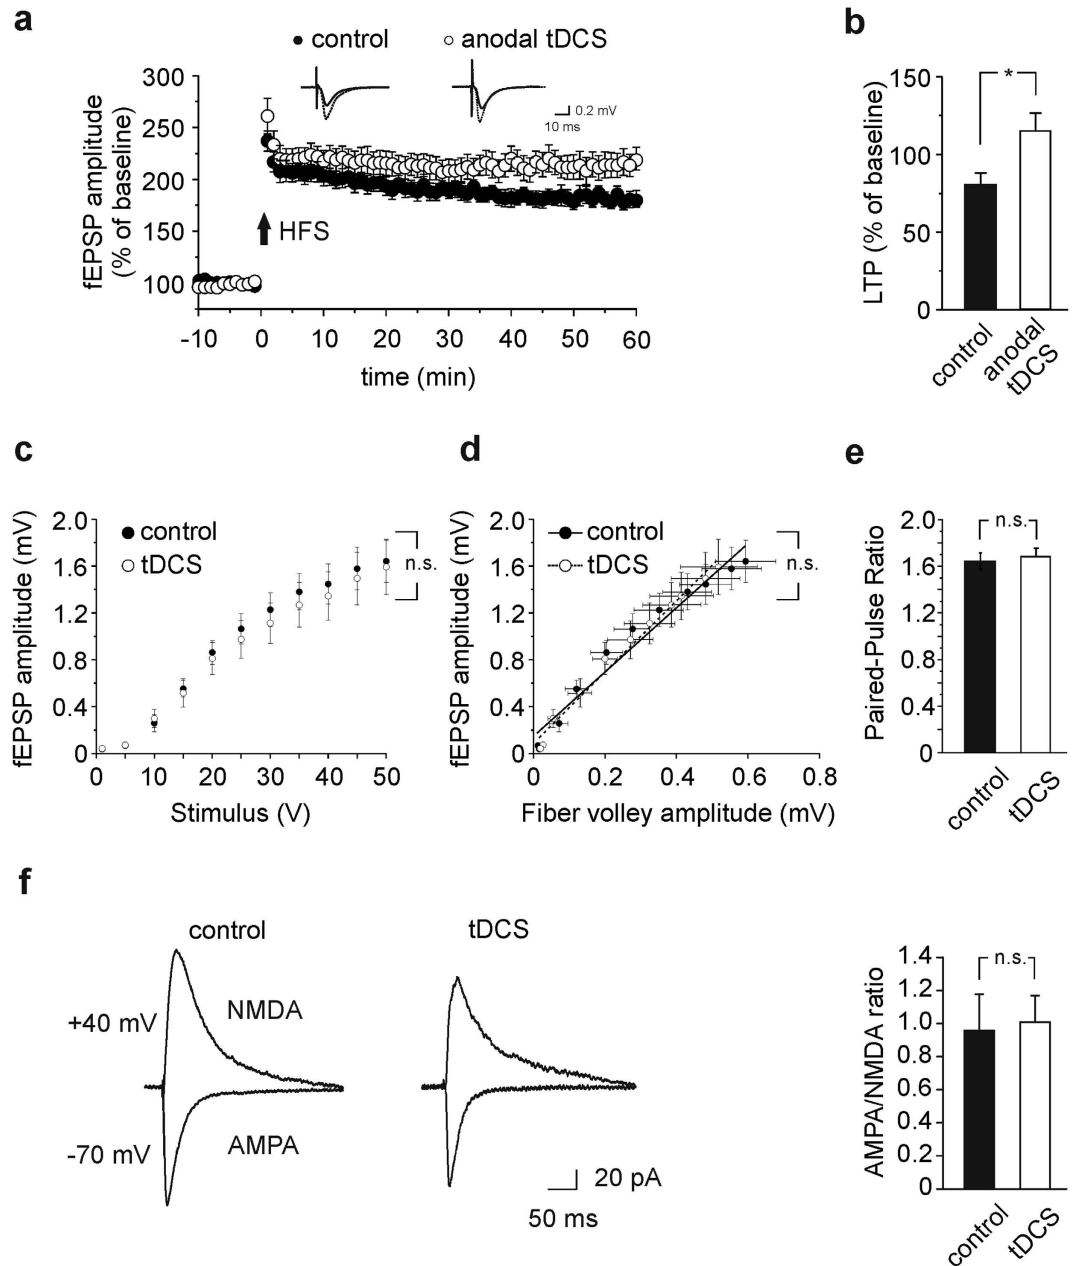 a
control
anodal tDCS
fEPSP amplitude
(% of baseline)
300
250
200
150
100
0.2 mV
10 ms
HFS
-10
0
10
20
30
40
50
60
time (min)
b
LTP (% of baseline)
150
100
50
0
*
control
anodal
tDCS
c
fEPSP amplitude (mV)
2.0
1.6
1.2
0.8
0.4
0
control
tDCS
n.s.
0
10
20
30
40
50
Stimulus (V)
d
fEPSP amplitude (mV)
2.0
1.6
1.2
0.8
0.4
0
control
tDCS
n.s.
0
0.2
0.4
0.6
0.8
Fiber volley amplitude (mV)
e
Paired-Pulse Ratio
2.0
1.6
1.2
0.8
0.4
0
n.s.
control
tDCS
f
control
tDCS
+40 mV
NMDA
-70 mV
AMPA
20 pA
50 ms
AMPA/NMDA ratio
1.4
1.2
1.0
0.8
0.6
0.4
0.2
0
n.s.
control
tDCS